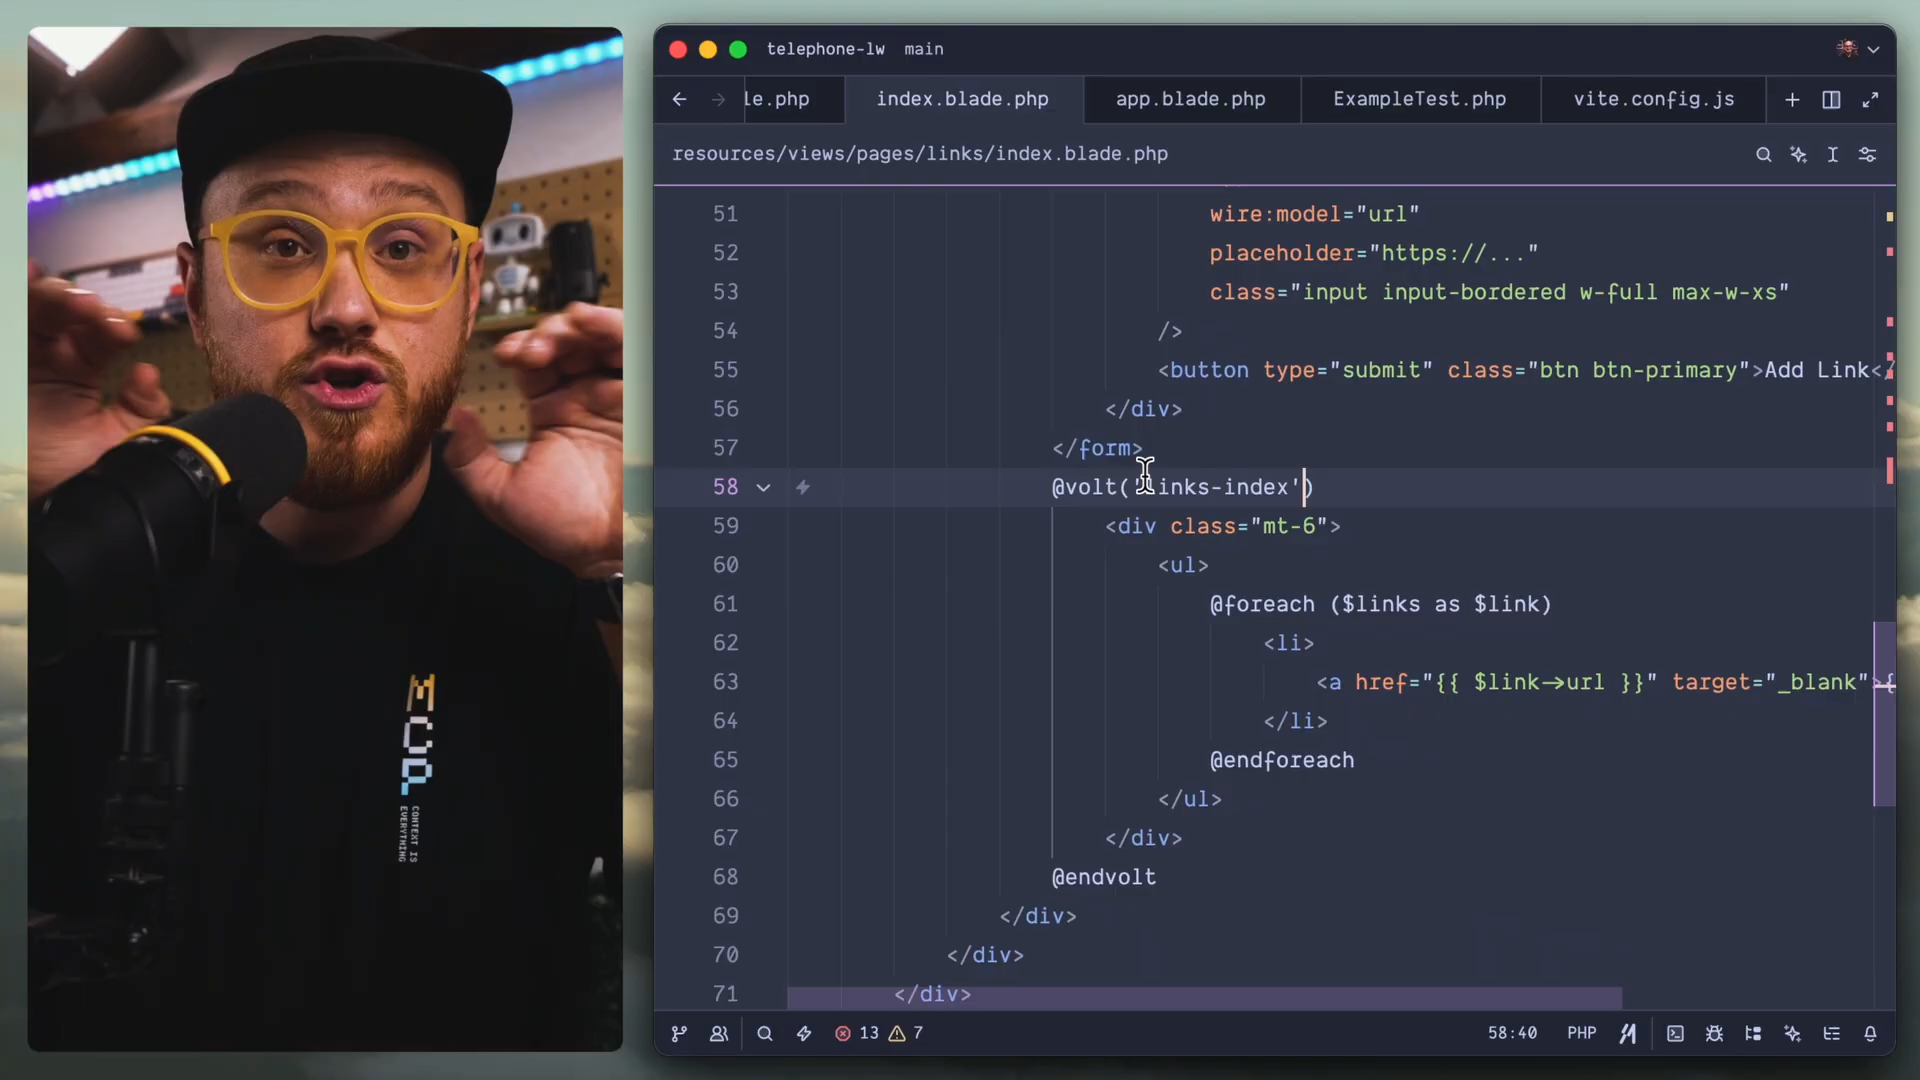 MCP
CONTEXT IS
EVERYTHING
telephone-lw main
le.php index.blade.php app.blade.php ExampleTest.php vite.config.js
resources/views/pages/links/index.blade.php
51 wire:model="url"
52 placeholder="https://..."
53 class="input input-bordered w-full max-w-xs"
54 />
55 <button type="submit" class="btn btn-primary">Add Link</
56 </div>
57 </form>
58 @volt('links-index')
59 <div class="mt-6">
60 <ul>
61 @foreach ($links as $link)
62 <li>
63 <a href="{{ $link->url }}" target="_blank">{
64 </li>
65 @endforeach
66 </ul>
67 </div>
68 @endvolt
69 </div>
70 </div>
71 </div>
13 7 58:40 PHP